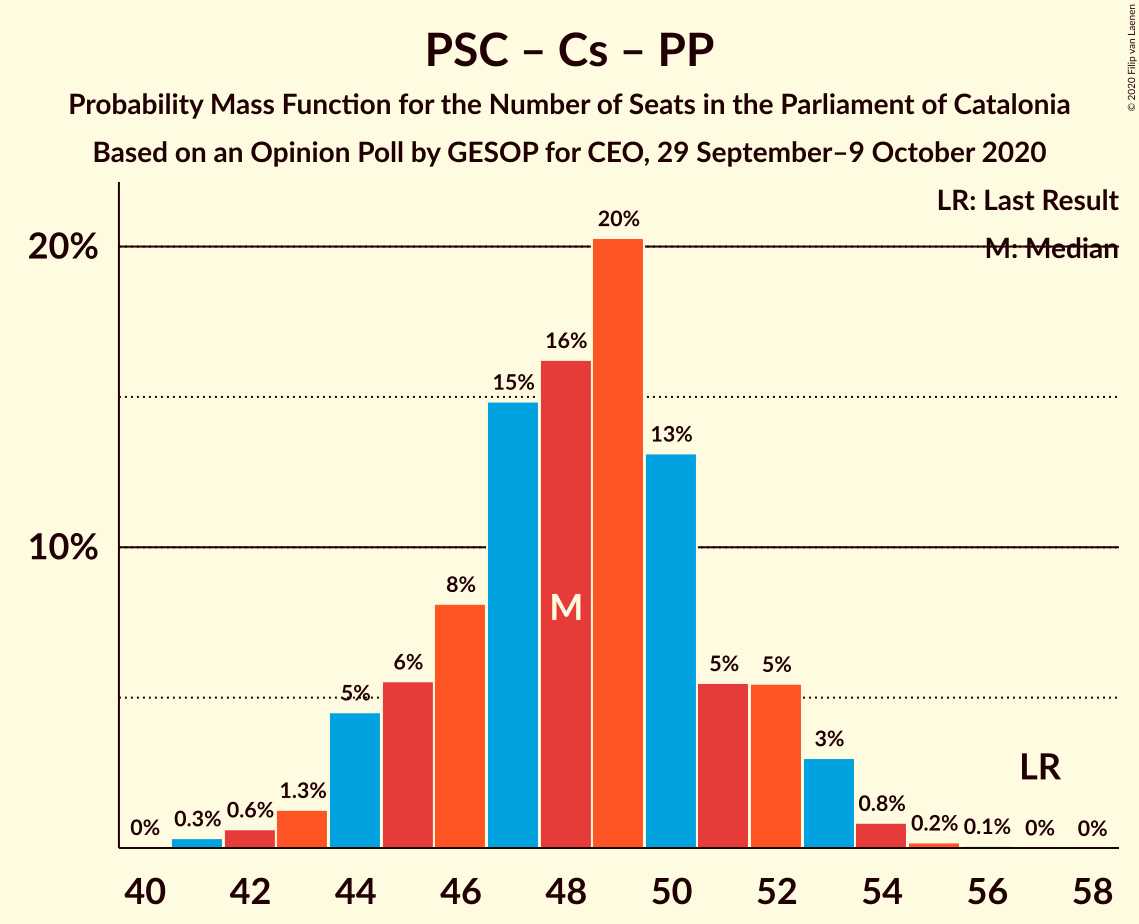 PSC – Cs – PP
Probability Mass Function for the Number of Seats in the Parliament of Catalonia
Based on an Opinion Poll by GESOP for CEO, 29 September–9 October 2020
© 2020 Filip van Laenen
LR: Last Result
M: Median
20%
10%
0%
0.3%
0.6%
1.3%
5%
6%
8%
15%
16%
20%
13%
5%
5%
3%
0.8%
0.2%
0.1%
0%
0%
M
LR
40 42 44 46 48 50 52 54 56 58